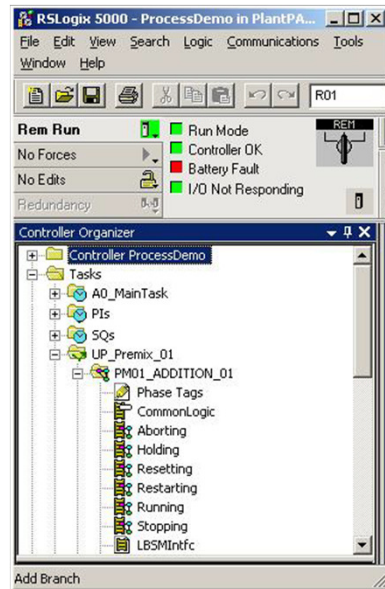 RSLogix 5000 - ProcessDemo in PlantPA...
File Edit View Search Logic Communications Tools
Window Help
R01
Rem Run
Run Mode
REM
No Forces
Controller OK
Battery Fault
No Edits
I/O Not Responding
Redundancy
Controller Organizer
Controller ProcessDemo
Tasks
A0_MainTask
PIs
SQs
UP_Premix_01
PM01_ADDITION_01
Phase Tags
CommonLogic
Aborting
Holding
Resetting
Restarting
Running
Stopping
LBSMIntfc
Add Branch